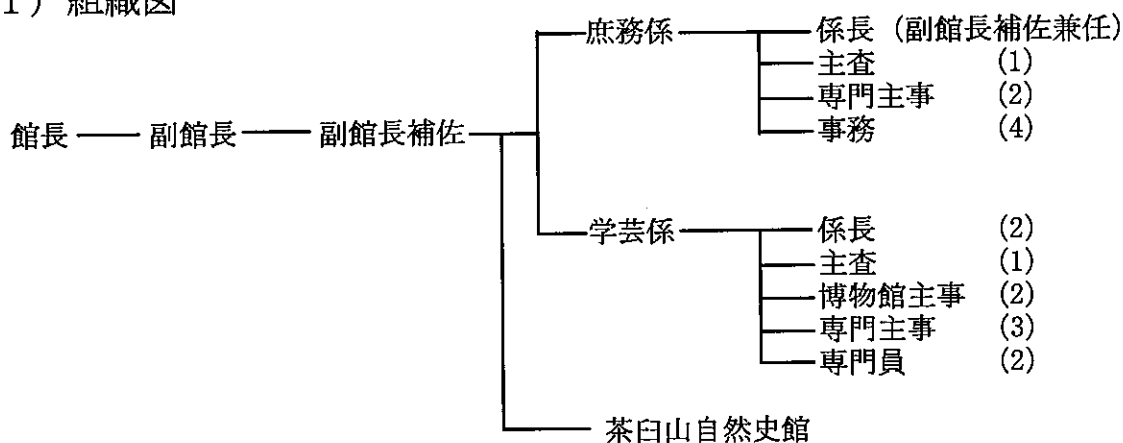 1) 組織図
庶務係
係長 (副館長補佐兼任)
主査 (1)
専門主事 (2)
事務 (4)
館長 副館長 副館長補佐
学芸係
係長 (2)
主査 (1)
博物館主事 (2)
専門主事 (3)
専門員 (2)
茶臼山自然史館